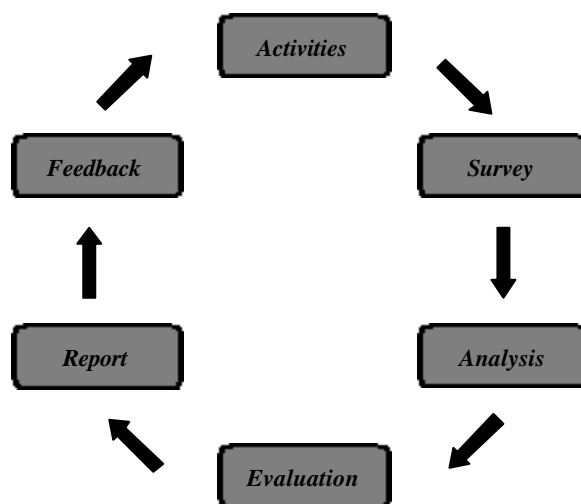 Activities
Feedback
Survey
Report
Analysis
Evaluation